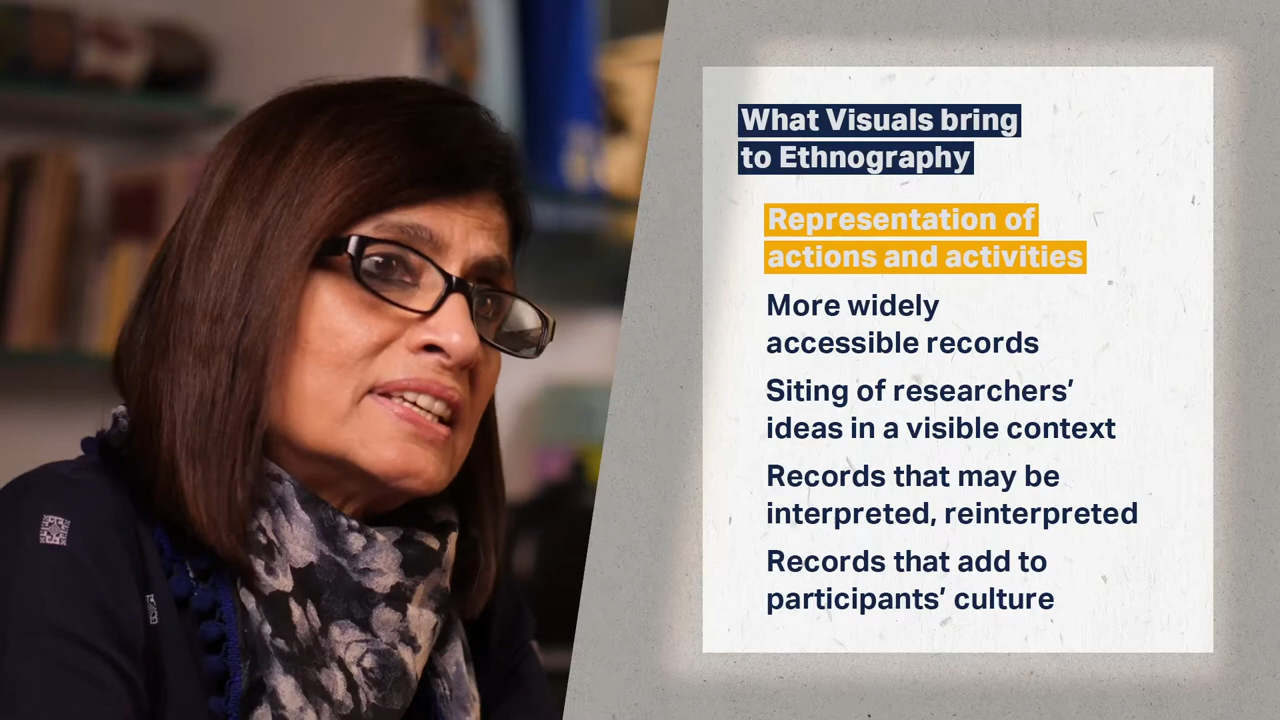 What Visuals bring
to Ethnography
Representation of
actions and activities
More widely
accessible records
Siting of researchers’
ideas in a visible context
Records that may be
interpreted, reinterpreted
Records that add to
participants’ culture